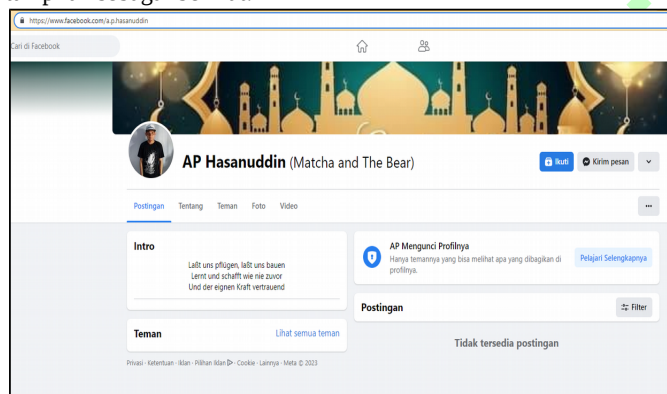 https://www.facebook.com/a.p.hasanuddin
Cari di Facebook
AP Hasanuddin (Matcha and The Bear)
Ikuti
Kirim pesan
Postingan Tentang Teman Foto Video
Intro
Laßt uns pflügen, laßt uns bauen
Lernt und schafft wie nie zuvor
Und der eignen Kraft vertrauend
Teman
Lihat semua teman
Privasi · Ketentuan · Iklan · Pilihan Iklan · Cookie · Lainnya · Meta © 2023
AP Mengunci Profilnya
Hanya temannya yang bisa melihat apa yang dibagikan di
profilnya.
Pelajari Selengkapnya
Postingan
Filter
Tidak tersedia postingan